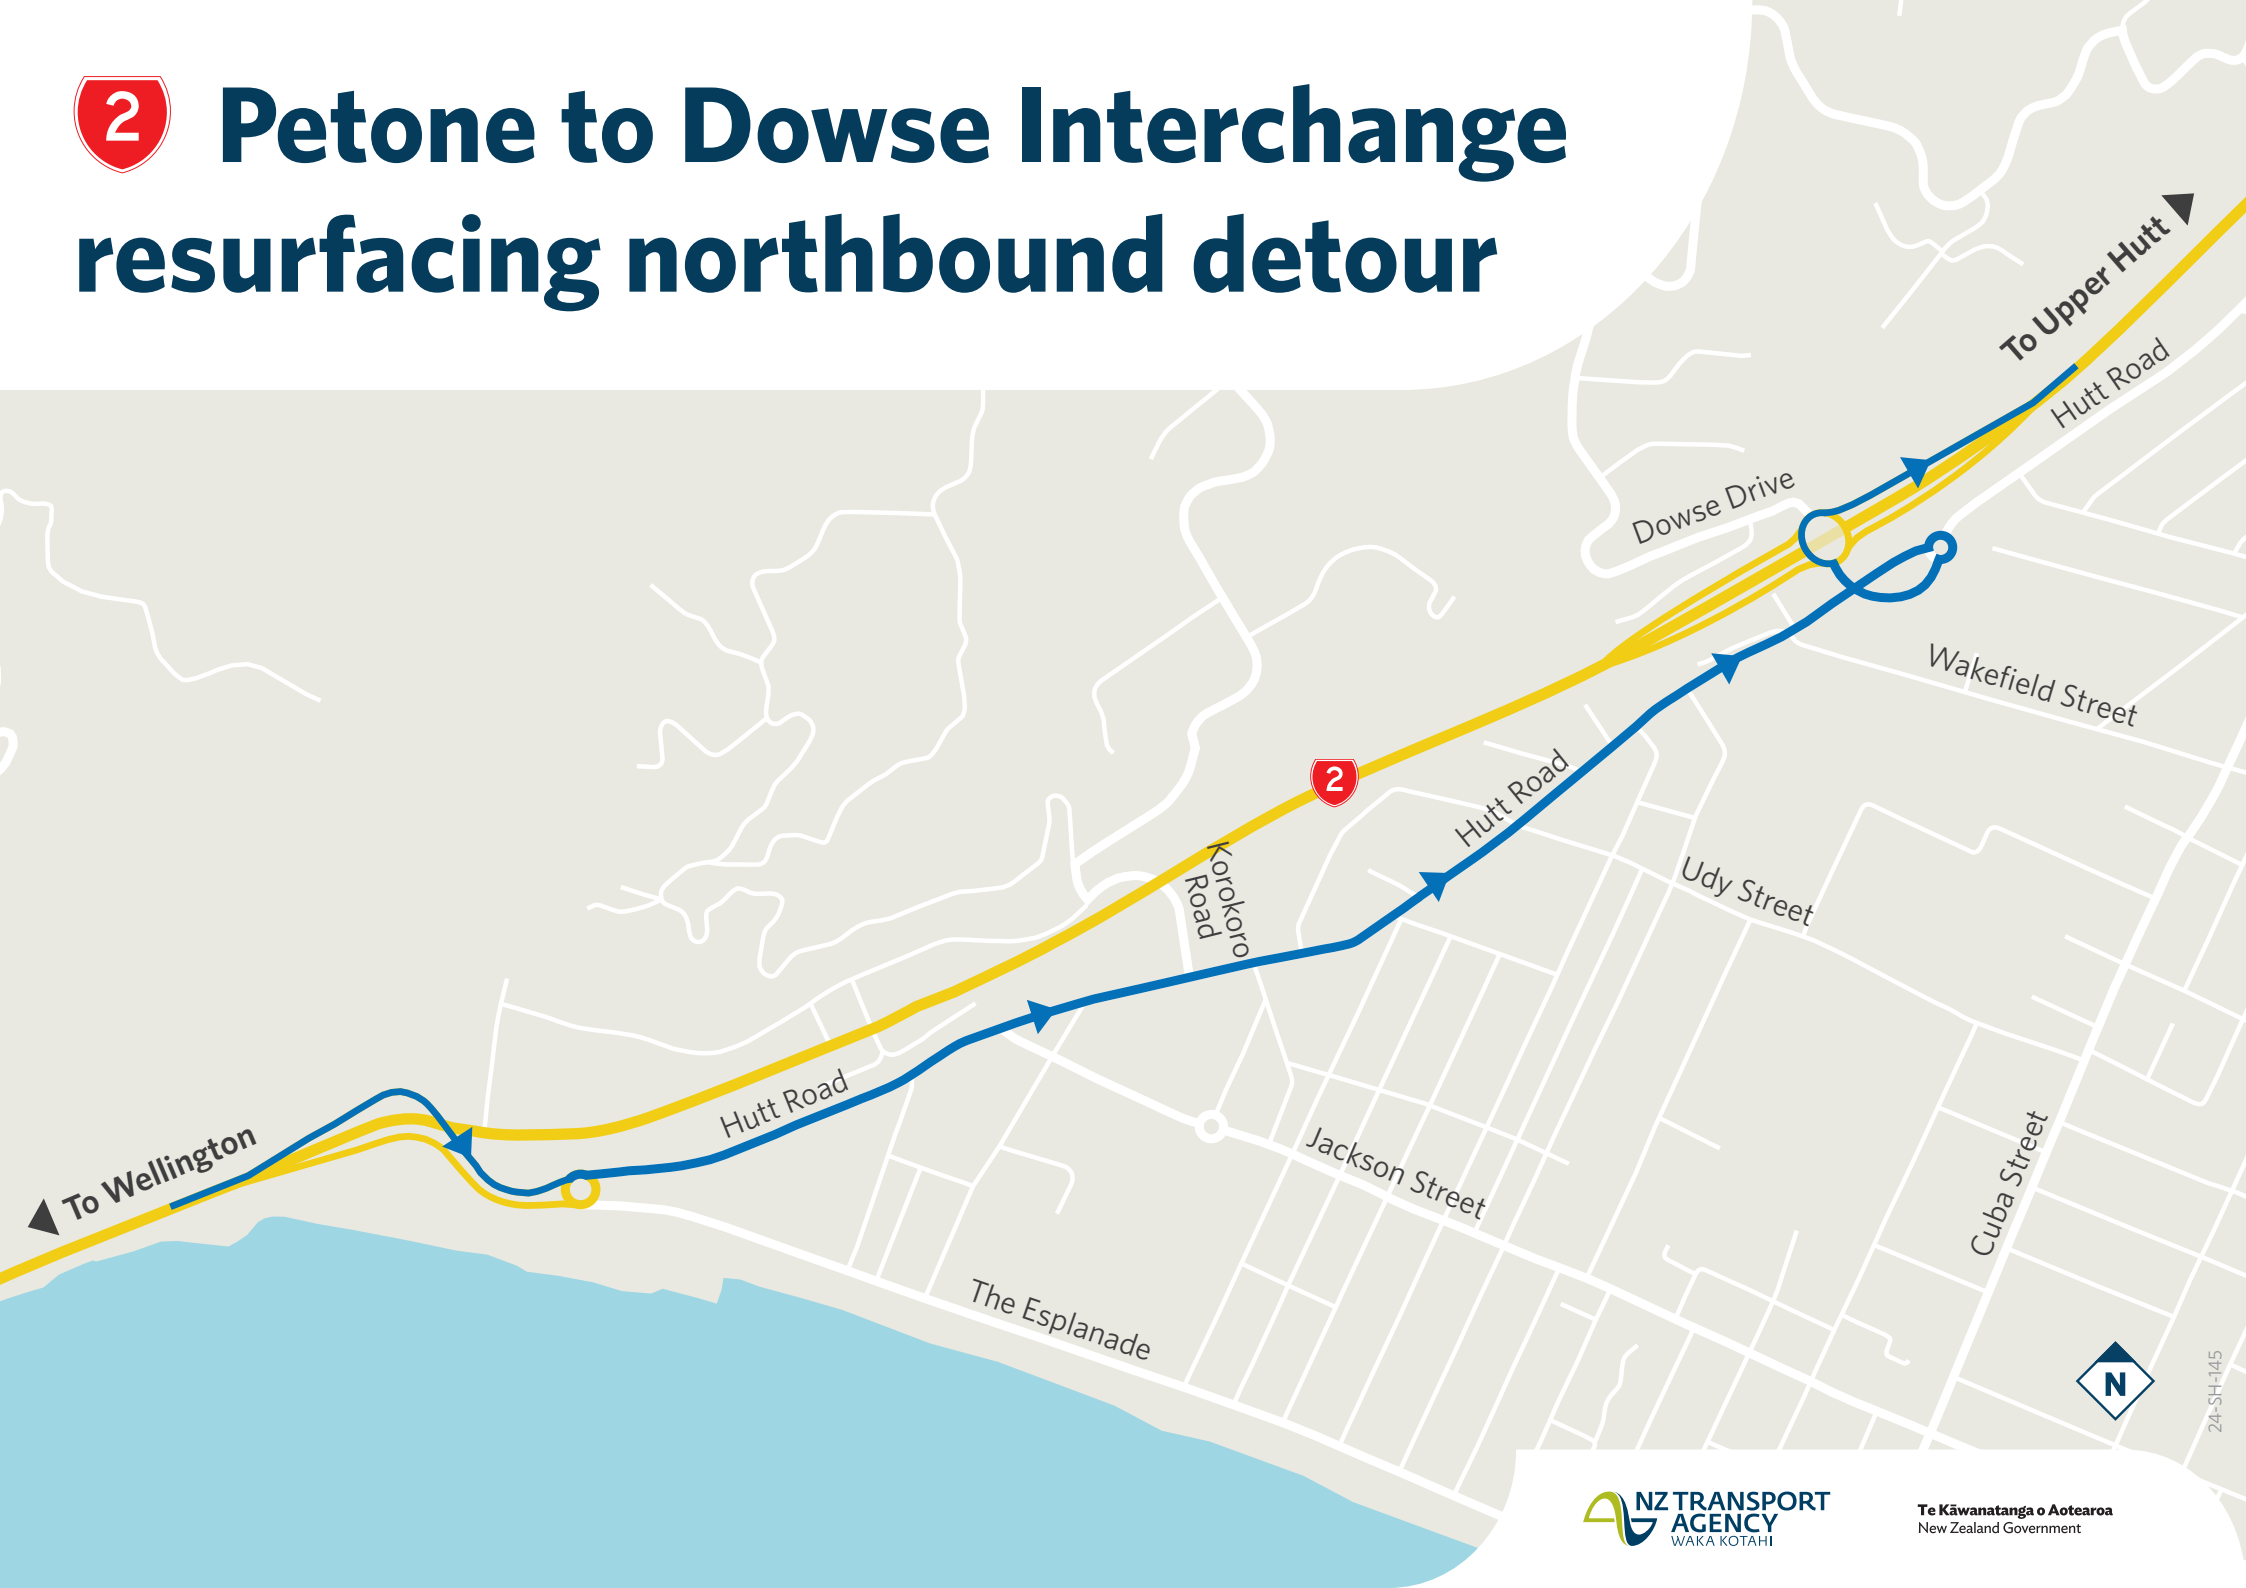 2 Petone to Dowse Interchange
resurfacing northbound detour
To Upper Hutt
Hutt Road
Dowse Drive
Wakefield Street
2
Hutt Road
Korokoro
Road
Udy Street
Hutt Road
To Wellington
Jackson Street
Cuba Street
The Esplanade
N
24-SH-145
NZ TRANSPORT
AGENCY
WAKA KOTAHI
Te Kāwanatanga o Aotearoa
New Zealand Government